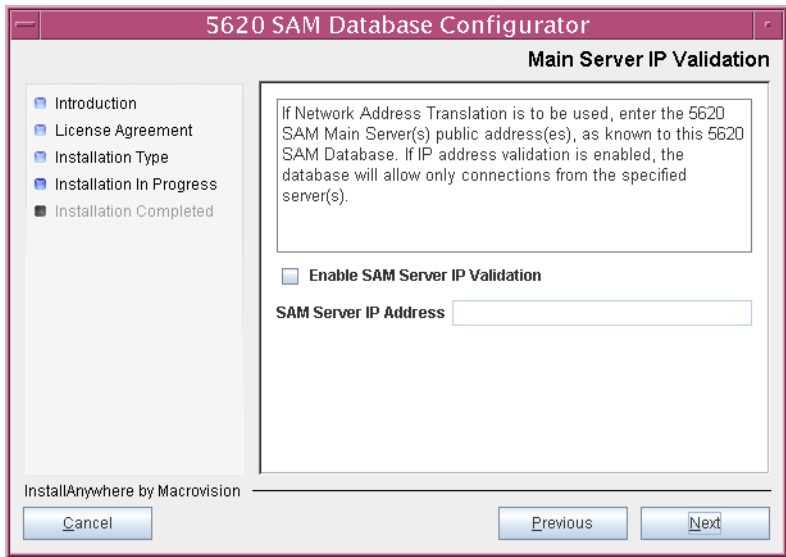 5620 SAM Database Configurator
Main Server IP Validation
Introduction
License Agreement
Installation Type
Installation In Progress
Installation Completed
If Network Address Translation is to be used, enter the 5620
SAM Main Server(s) public address(es), as known to this 5620
SAM Database. If IP address validation is enabled, the
database will allow only connections from the specified
server(s).
Enable SAM Server IP Validation
SAM Server IP Address
InstallAnywhere by Macrovision
Cancel
Previous
Next